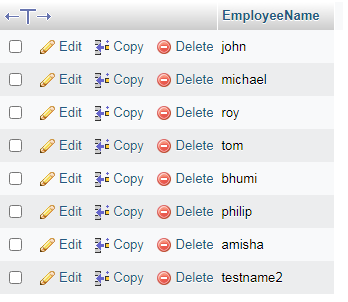 EmployeeName
Edit Copy Delete john
Edit Copy Delete michael
Edit Copy Delete roy
Edit Copy Delete tom
Edit Copy Delete bhumi
Edit Copy Delete philip
Edit Copy Delete amisha
Edit Copy Delete testname2